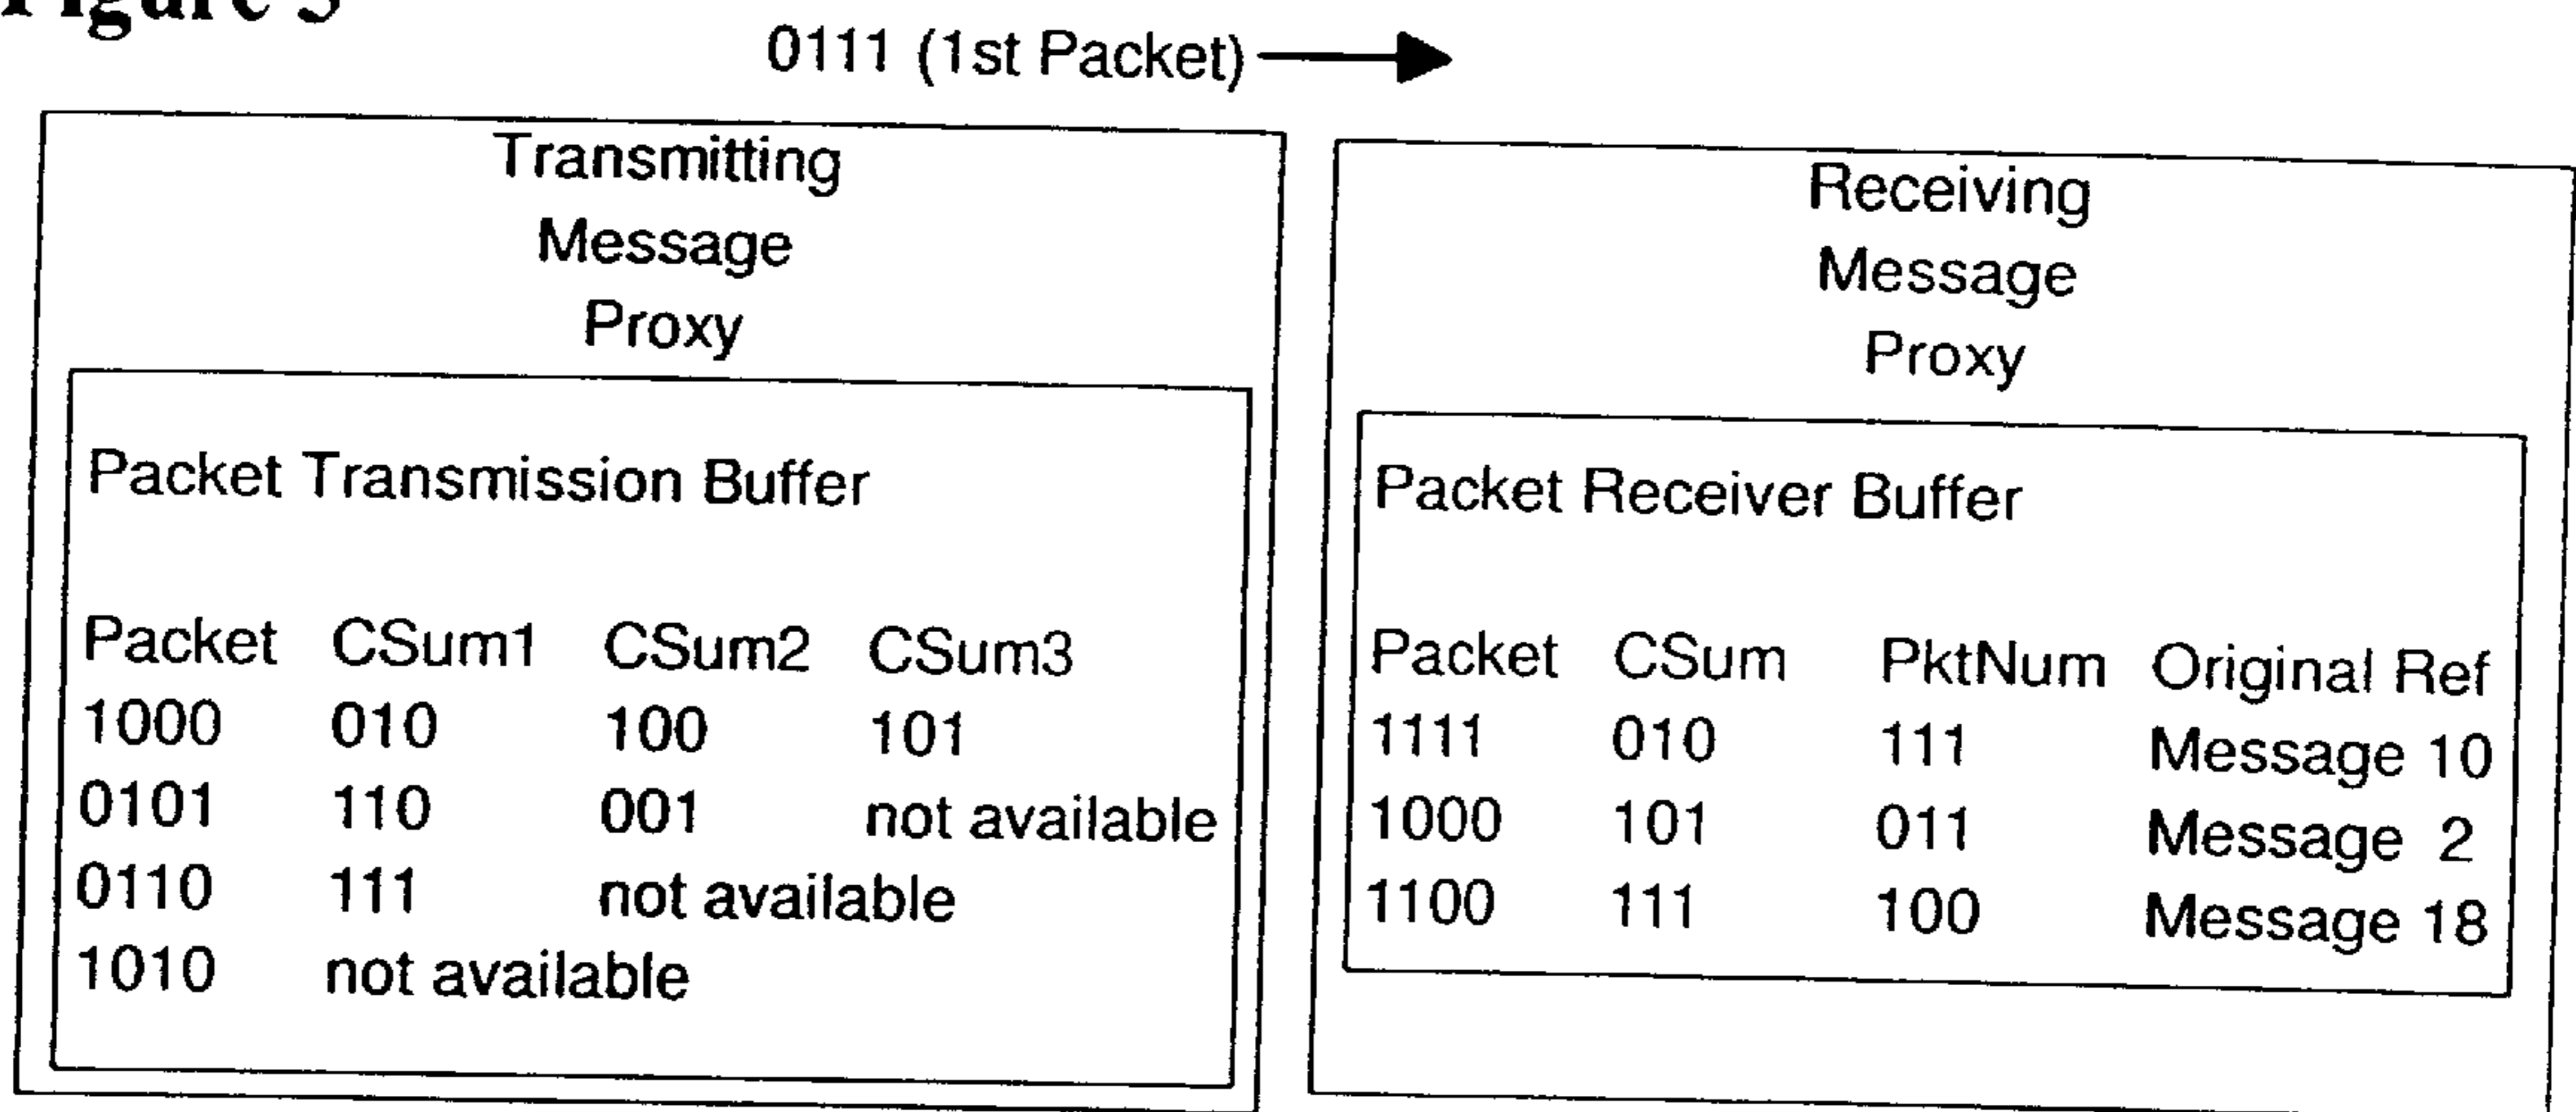 Figure 3
0111 (1st Packet)
Transmitting
Message
Proxy
Packet Transmission Buffer
Packet CSum1 CSum2 CSum3
1000 010 100 101
0101 110 001 not available
0110 111 not available
1010 not available
Receiving
Message
Proxy
Packet Receiver Buffer
Packet CSum PktNum Original Ref
1111 010 111 Message 10
1000 101 011 Message 2
1100 111 100 Message 18